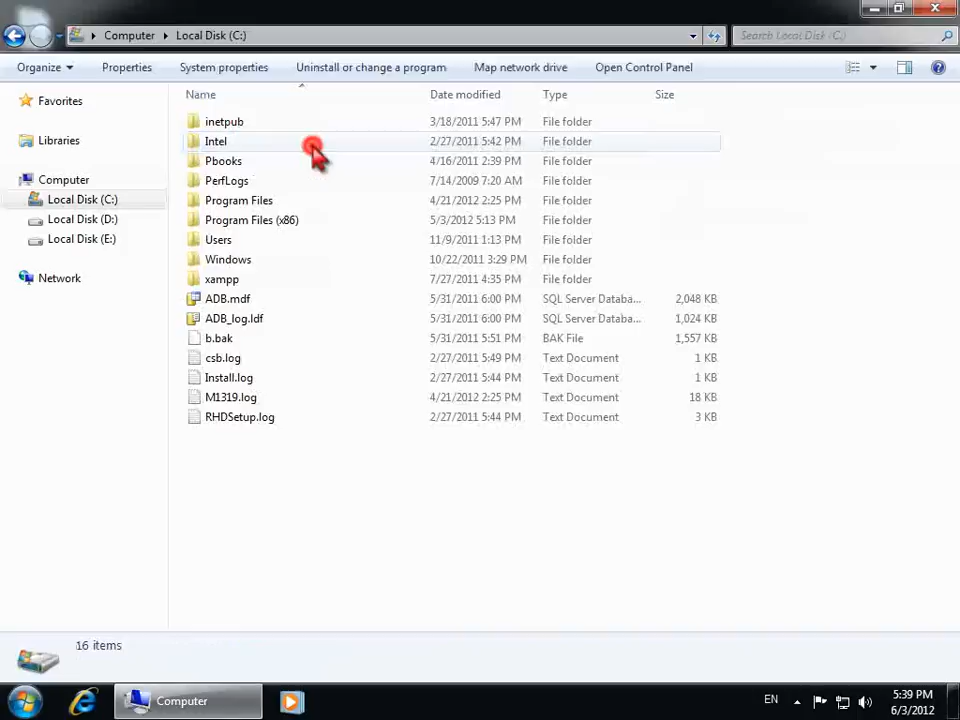 Computer Local Disk (C:) Search Local Disk (C:)
Organize Properties System properties Uninstall or change a program Map network drive Open Control Panel
Name Date modified Type Size
Favorites
Libraries
Computer
Local Disk (C:)
Local Disk (D:)
Local Disk (E:)
Network
inetpub 3/18/2011 5:47 PM File folder
Intel 2/27/2011 5:42 PM File folder
Pbooks 4/16/2011 2:39 PM File folder
PerfLogs 7/14/2009 7:20 AM File folder
Program Files 4/21/2012 2:25 PM File folder
Program Files (x86) 5/3/2012 5:13 PM File folder
Users 11/9/2011 1:13 PM File folder
Windows 10/22/2011 3:29 PM File folder
xampp 7/27/2011 4:35 PM File folder
ADB.mdf 5/31/2011 6:00 PM SQL Server Databa... 2,048 KB
ADB_log.ldf 5/31/2011 6:00 PM SQL Server Databa... 1,024 KB
b.bak 5/31/2011 5:51 PM BAK File 1,557 KB
csb.log 2/27/2011 5:49 PM Text Document 1 KB
Install.log 2/27/2011 5:44 PM Text Document 1 KB
M1319.log 4/21/2012 2:25 PM Text Document 18 KB
RHDSetup.log 2/27/2011 5:44 PM Text Document 3 KB
16 items
Computer
EN
5:39 PM
6/3/2012